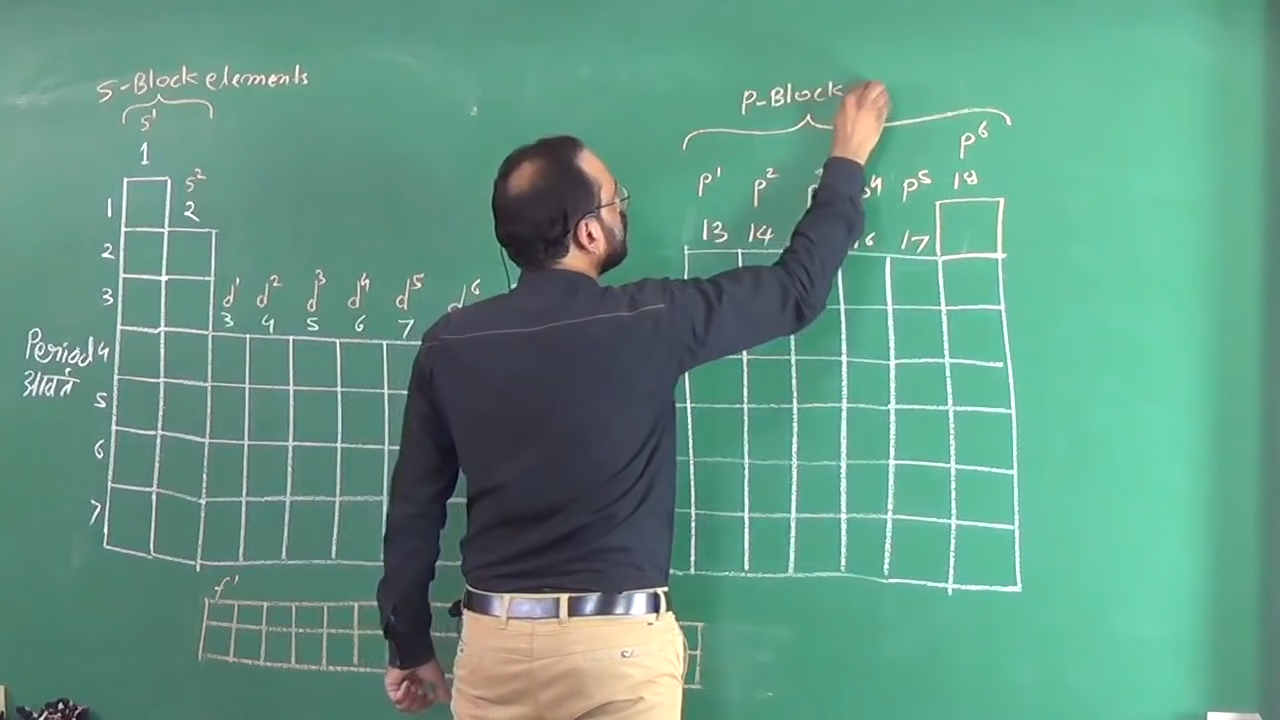 S-Block elements
P-Block
s¹
1
s²
2
p¹ p² p⁵ p⁶
13 14 17 18
d¹ d² d³ d⁴ d⁵ d⁶
3 4 5 6 7
1
2
3
Period 4
आवर्त
5
6
7
f¹